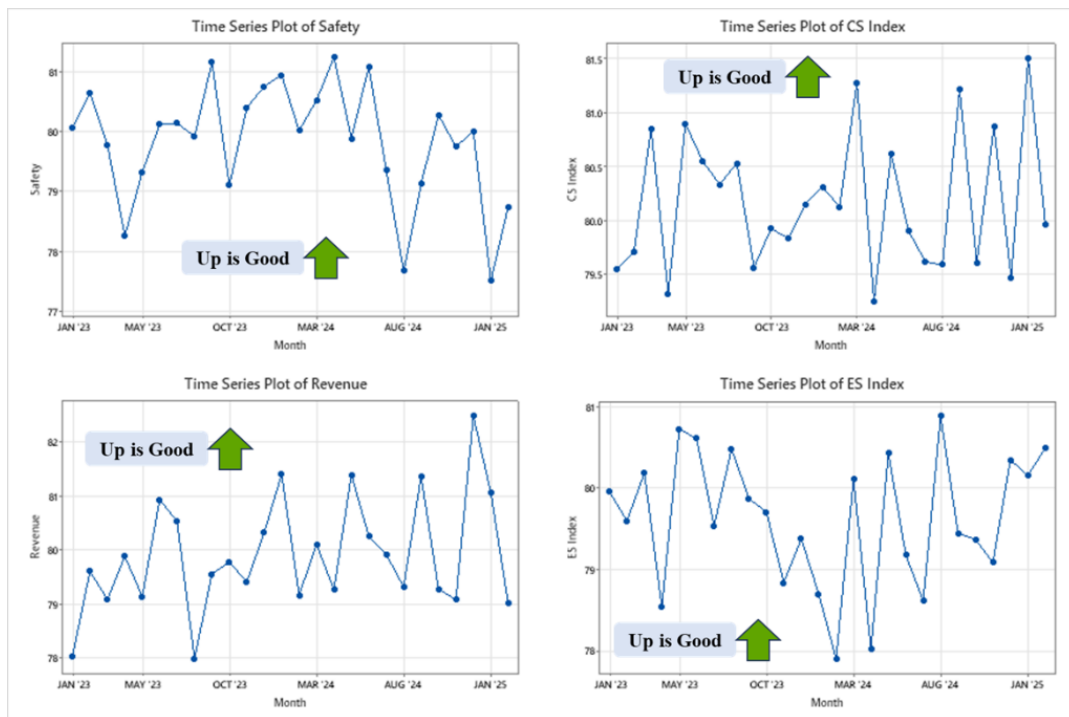 Time Series Plot of Safety
81
80
79
78
77
Safety
Up is Good
JAN '23
MAY '23
OCT '23
MAR '24
AUG '24
JAN '25
Month
Time Series Plot of CS Index
81.5
81.0
80.5
80.0
79.5
CS Index
Up is Good
JAN '23
MAY '23
OCT '23
MAR '24
AUG '24
JAN '25
Month
Time Series Plot of Revenue
82
81
80
79
78
Revenue
Up is Good
JAN '23
MAY '23
OCT '23
MAR '24
AUG '24
JAN '25
Month
Time Series Plot of ES Index
81
80
79
78
ES Index
Up is Good
JAN '23
MAY '23
OCT '23
MAR '24
AUG '24
JAN '25
Month